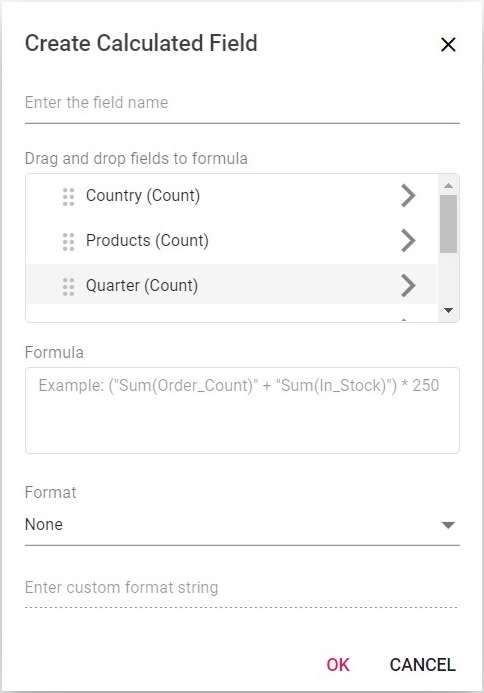 Create Calculated Field
Enter the field name
Drag and drop fields to formula
Country (Count)
Products (Count)
Quarter (Count)
Formula
Example: ("Sum(Order_Count)" + "Sum(In_Stock)") * 250
Format
None
Enter custom format string
OK CANCEL